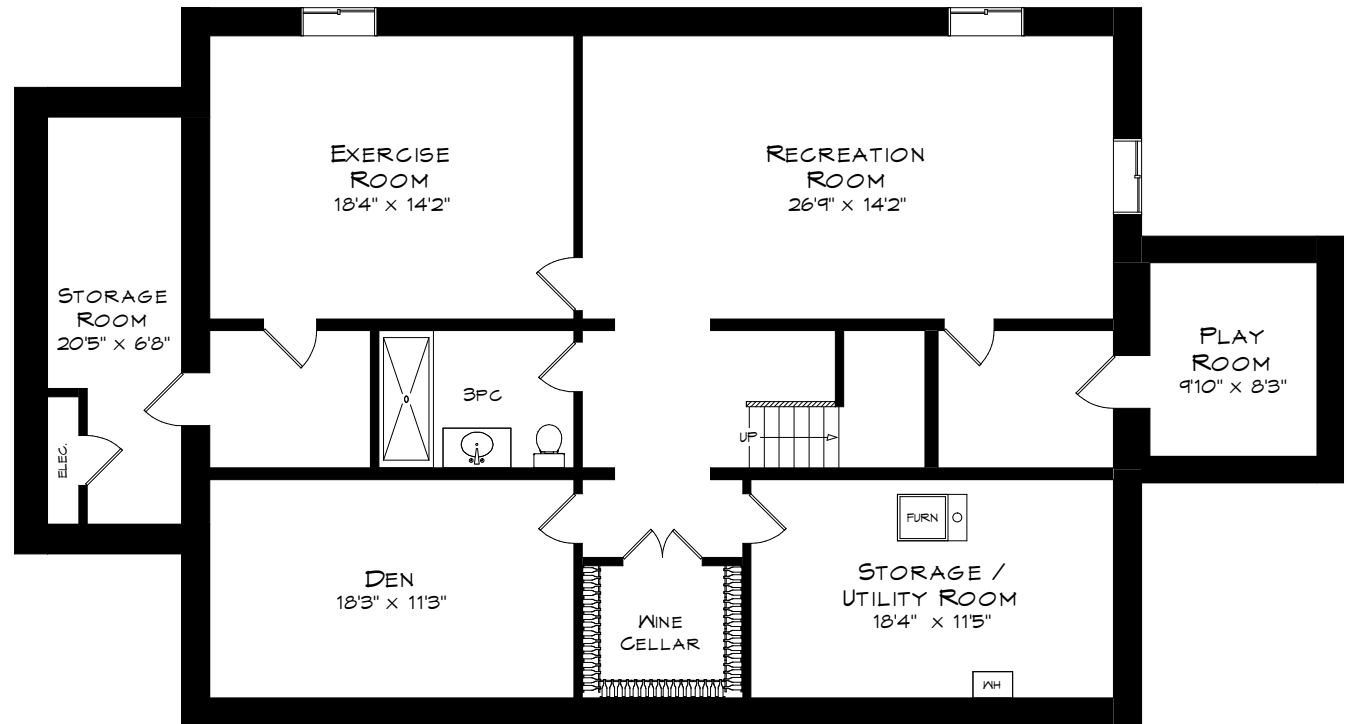 EXERCISE
ROOM
18'4" x 14'2"
RECREATION
ROOM
26'9" x 14'2"
STORAGE
ROOM
20'5" x 6'8"
PLAY
ROOM
9'10" x 8'3"
3PC
UP
ELEC.
FURN
DEN
18'3" x 11'3"
STORAGE /
UTILITY ROOM
18'4" x 11'5"
WINE
CELLAR
WH